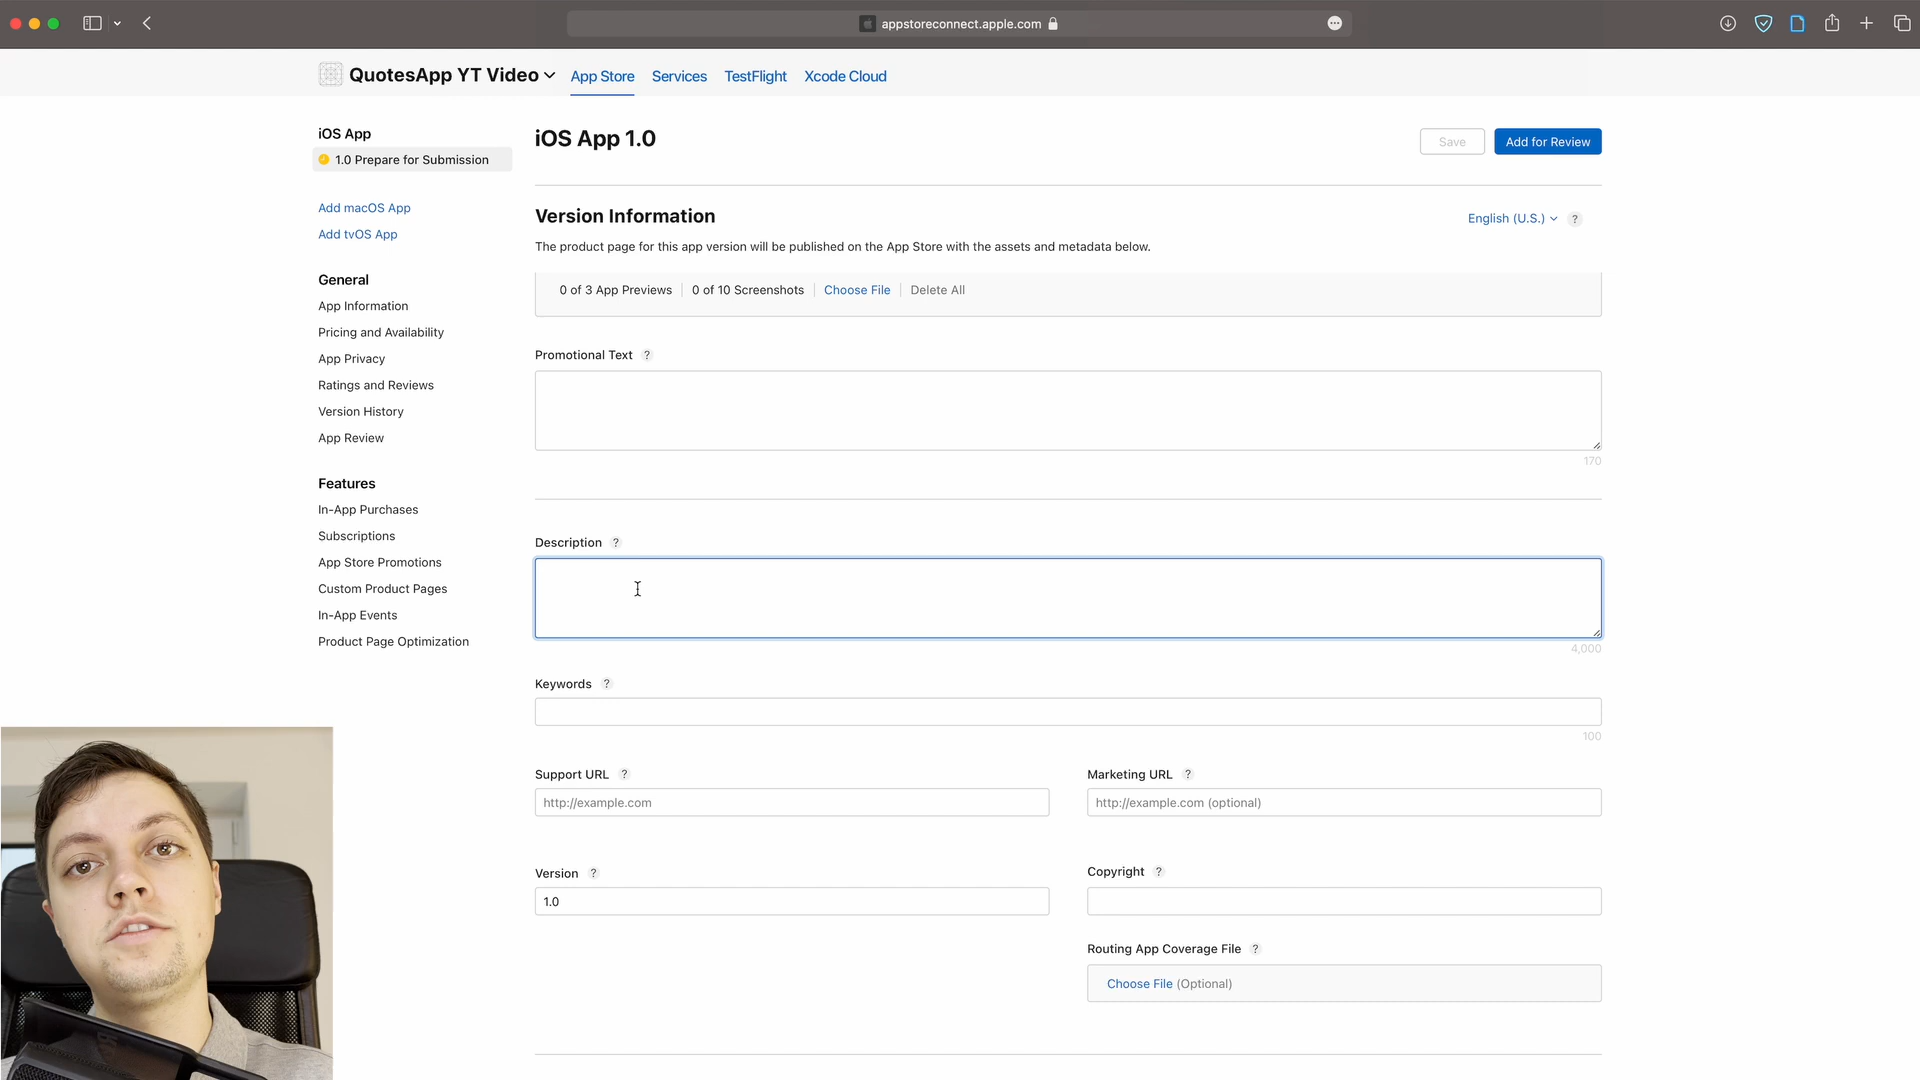 appstoreconnect.apple.com
QuotesApp YT Video
App Store
Services
TestFlight
Xcode Cloud
iOS App
1.0 Prepare for Submission
Add macOS App
Add tvOS App
General
App Information
Pricing and Availability
App Privacy
Ratings and Reviews
Version History
App Review
Features
In-App Purchases
Subscriptions
App Store Promotions
Custom Product Pages
In-App Events
Product Page Optimization
iOS App 1.0
Save
Add for Review
Version Information
English (U.S.)
?
The product page for this app version will be published on the App Store with the assets and metadata below.
0 of 3 App Previews
0 of 10 Screenshots
Choose File
Delete All
Promotional Text ?
170
Description ?
4,000
Keywords ?
100
Support URL ?
http://example.com
Marketing URL ?
http://example.com (optional)
Version ?
1.0
Copyright ?
Routing App Coverage File ?
Choose File (Optional)